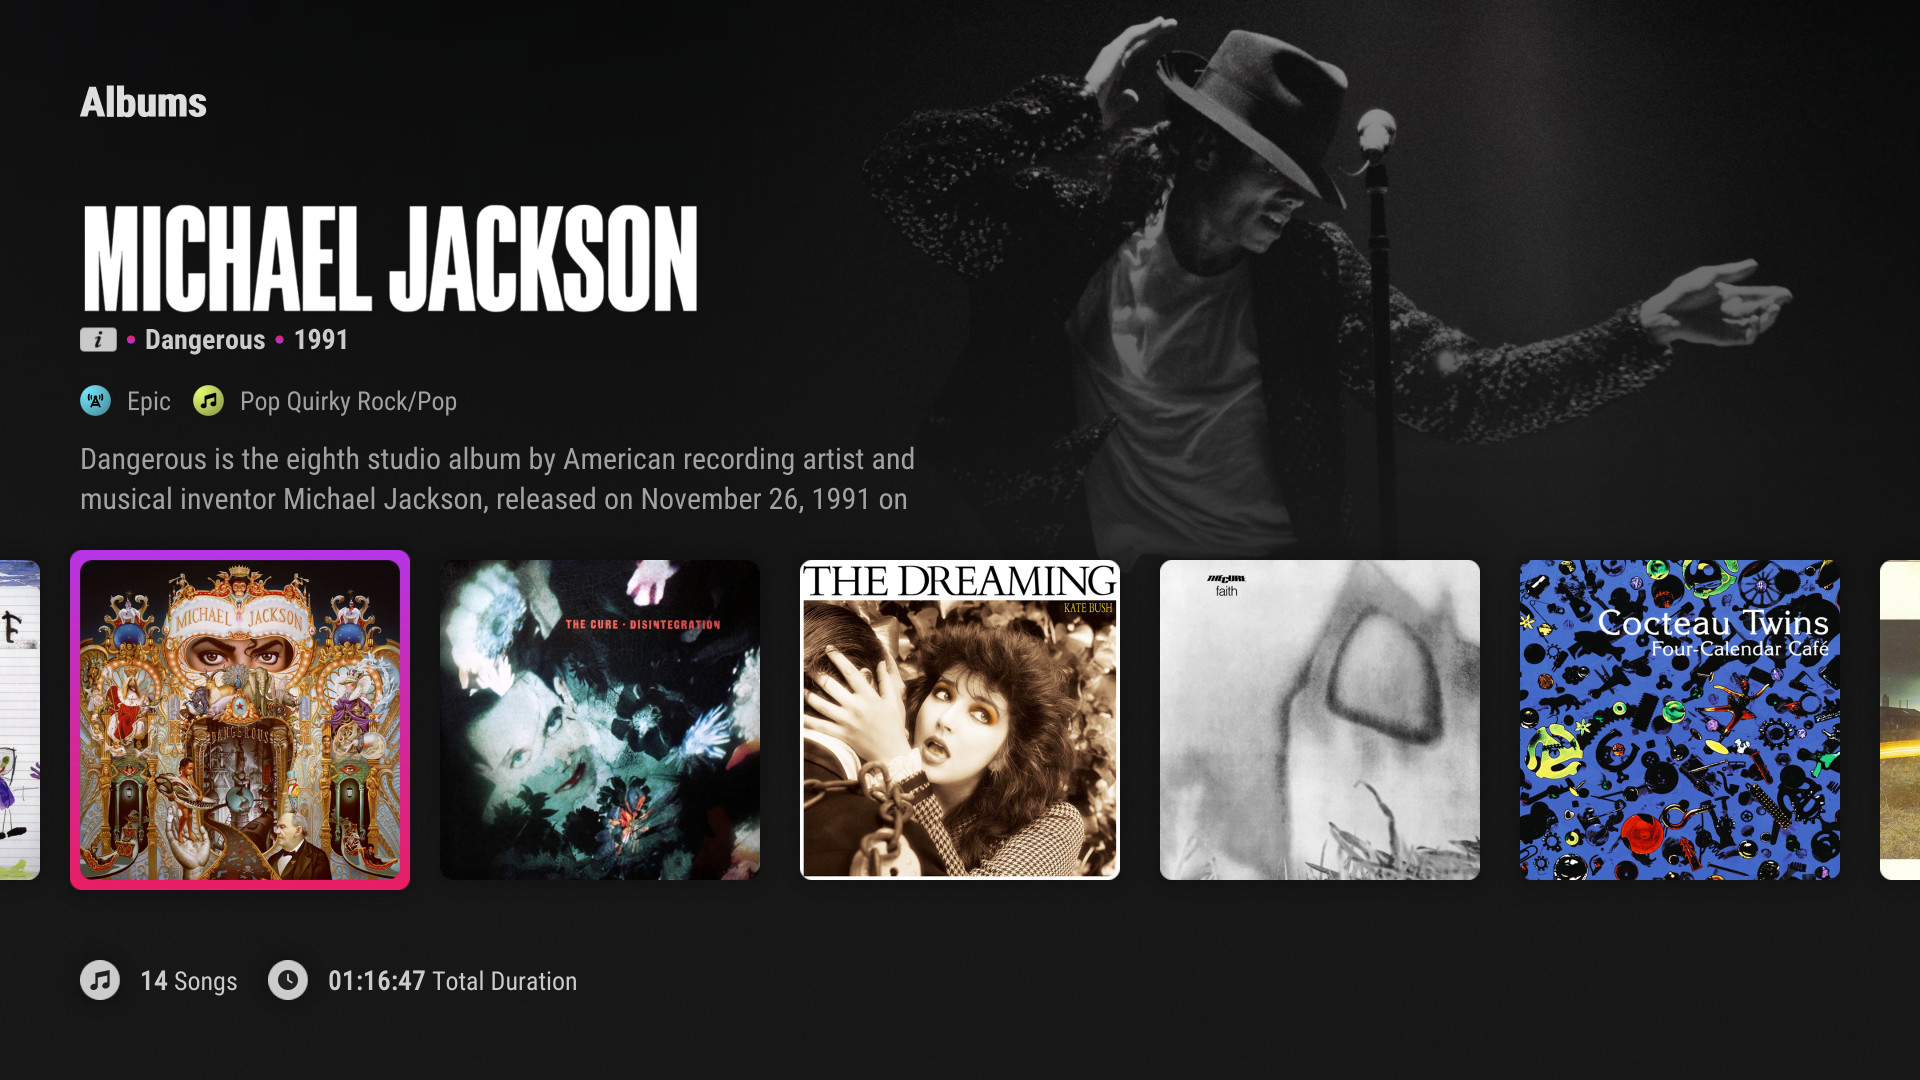 Albums
MICHAEL JACKSON
i • Dangerous • 1991
Epic Pop Quirky Rock/Pop
Dangerous is the eighth studio album by American recording artist and
musical inventor Michael Jackson, released on November 26, 1991 on
MICHAEL JACKSON
DANGEROUS
THE CURE · DISINTEGRATION
THE DREAMING
KATE BUSH
THE CURE
faith
Cocteau Twins
Four-Calendar Café
14 Songs 01:16:47 Total Duration